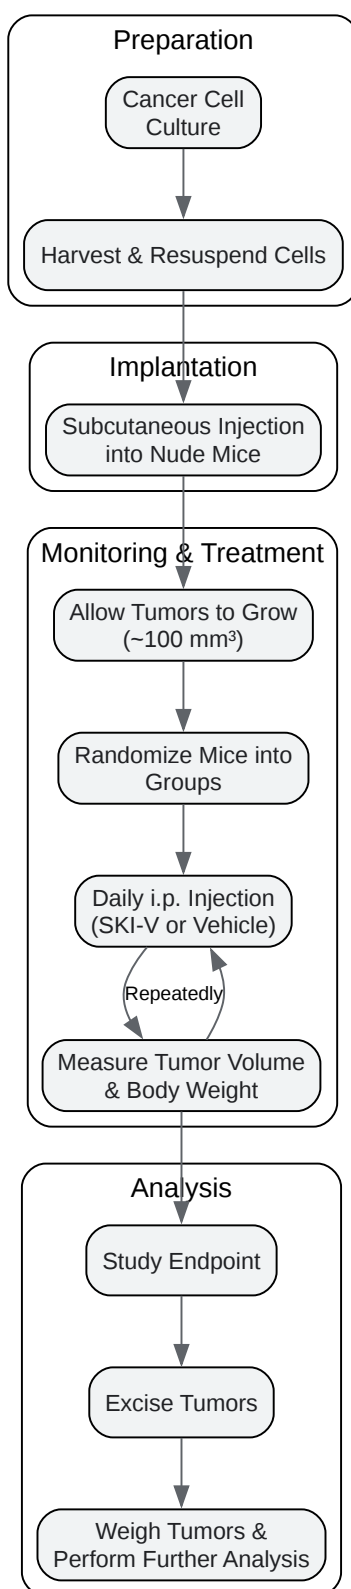 Preparation
Cancer Cell
Culture
Harvest & Resuspend Cells
Implantation
Subcutaneous Injection
into Nude Mice
Monitoring & Treatment
Allow Tumors to Grow
(~100 mm³)
Randomize Mice into
Groups
Daily i.p. Injection
(SKI-V or Vehicle)
Repeatedly
Measure Tumor Volume
& Body Weight
Analysis
Study Endpoint
Excise Tumors
Weigh Tumors &
Perform Further Analysis